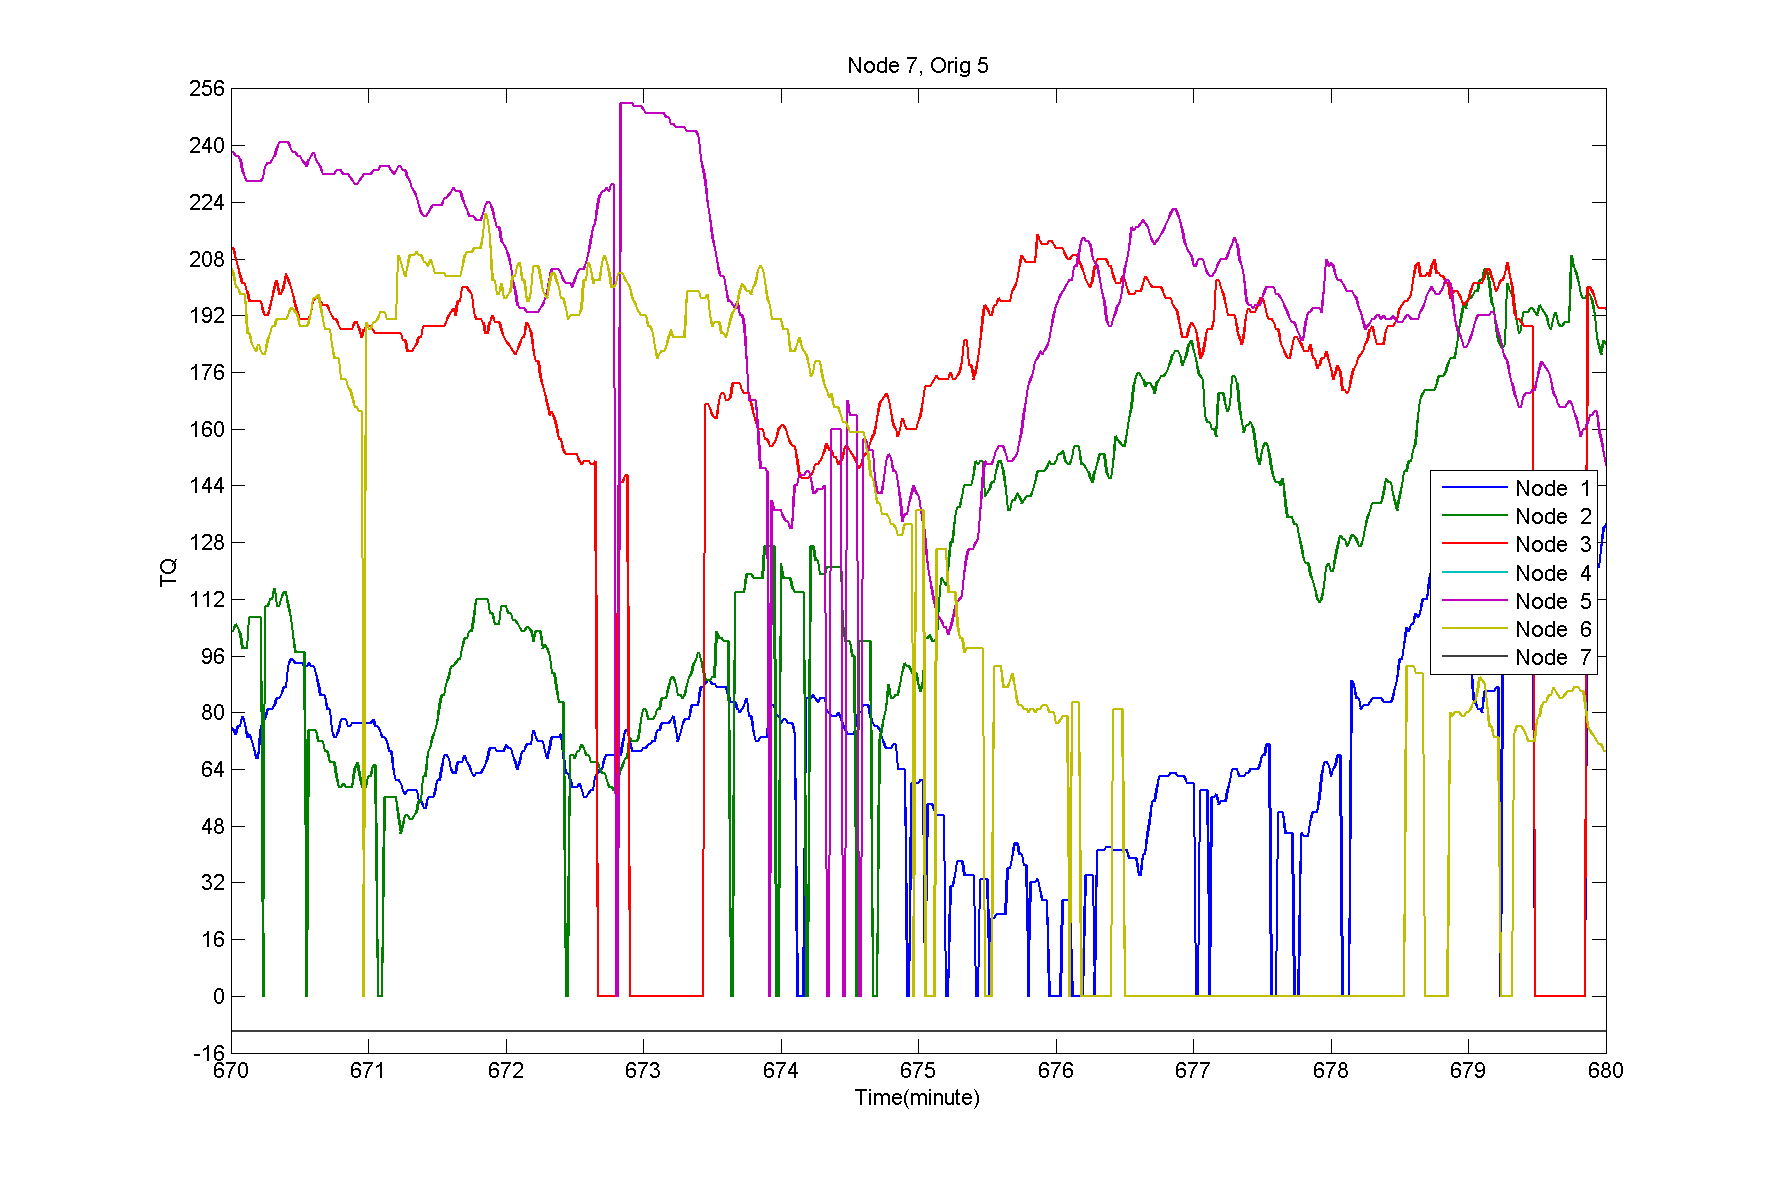 Node 7, Orig 5
256
240
224
208
192
176
160
144
128
112
96
80
64
48
32
16
0
-16
TQ
Node 1
Node 2
Node 3
Node 4
Node 5
Node 6
Node 7
670 671 672 673 674 675 676 677 678 679 680
Time(minute)